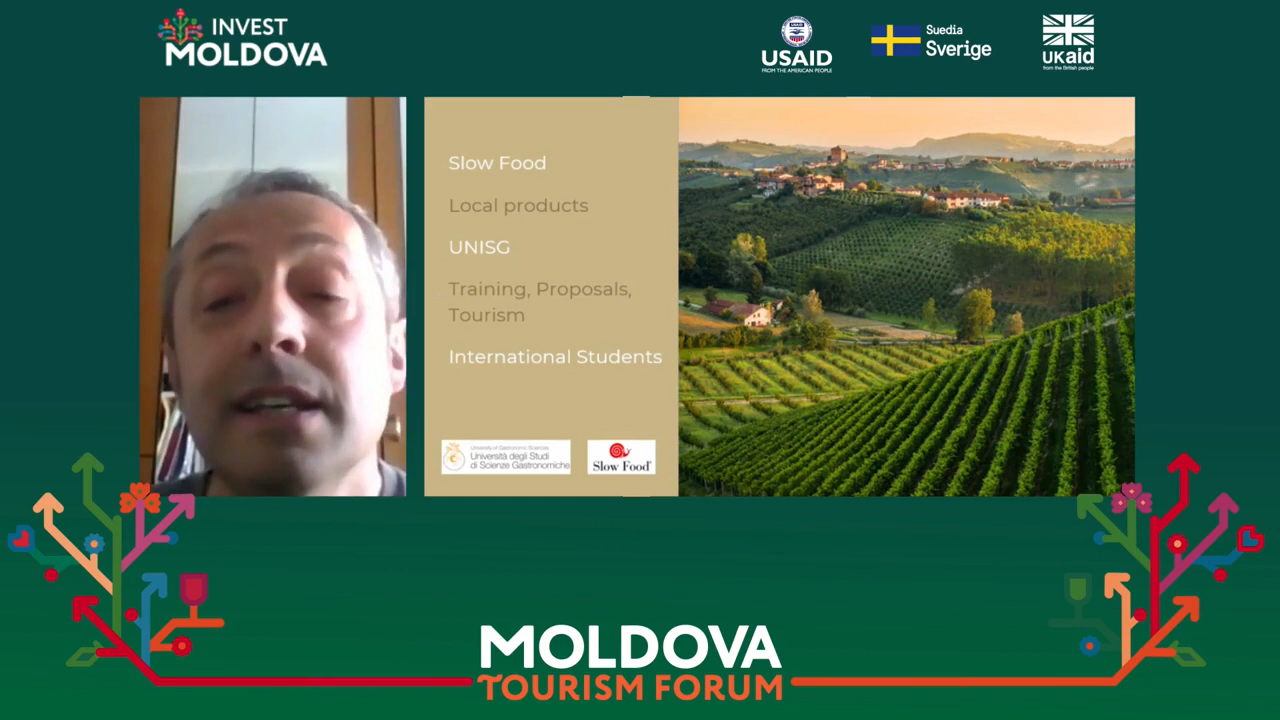 INVEST
MOLDOVA
USAID
FROM THE AMERICAN PEOPLE
Suedia
Sverige
UKaid
from the British people
Slow Food
Local products
UNISG
Training, Proposals,
Tourism
International Students
University of Gastronomic Sciences
Università degli Studi
di Scienze Gastronomiche
Slow Food®
MOLDOVA
TOURISM FORUM